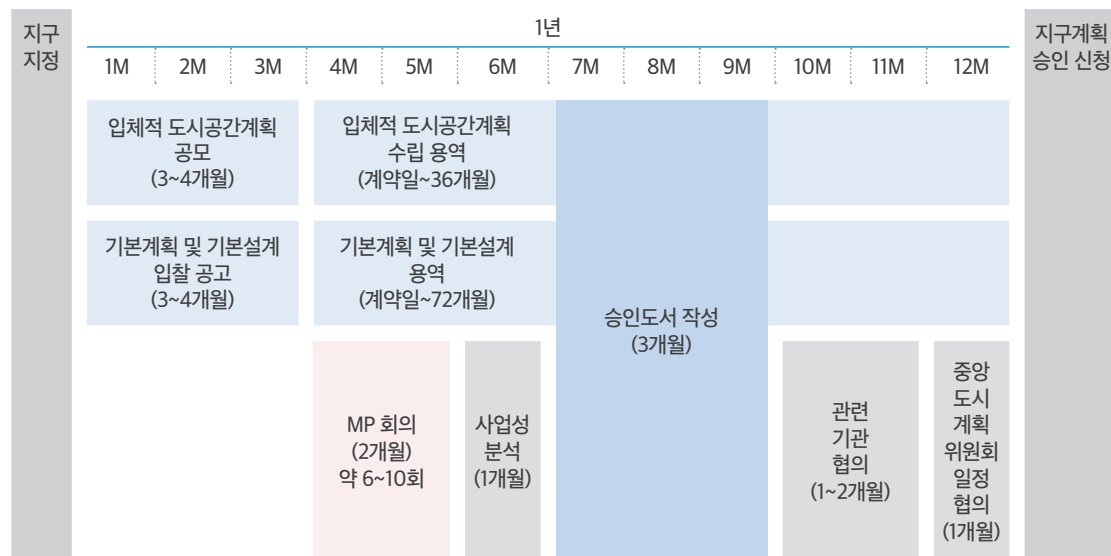 지구
지정
1년
지구계획
승인 신청
1M 2M 3M 4M 5M 6M 7M 8M 9M 10M 11M 12M
입체적 도시공간계획
공모
(3~4개월)
입체적 도시공간계획
수립 용역
(계약일~36개월)
기본계획 및 기본설계
입찰 공고
(3~4개월)
기본계획 및 기본설계
용역
(계약일~72개월)
승인도서 작성
(3개월)
MP 회의
(2개월)
약 6~10회
사업성
분석
(1개월)
관련
기관
협의
(1~2개월)
중앙
도시
계획
위원회
일정
협의
(1개월)